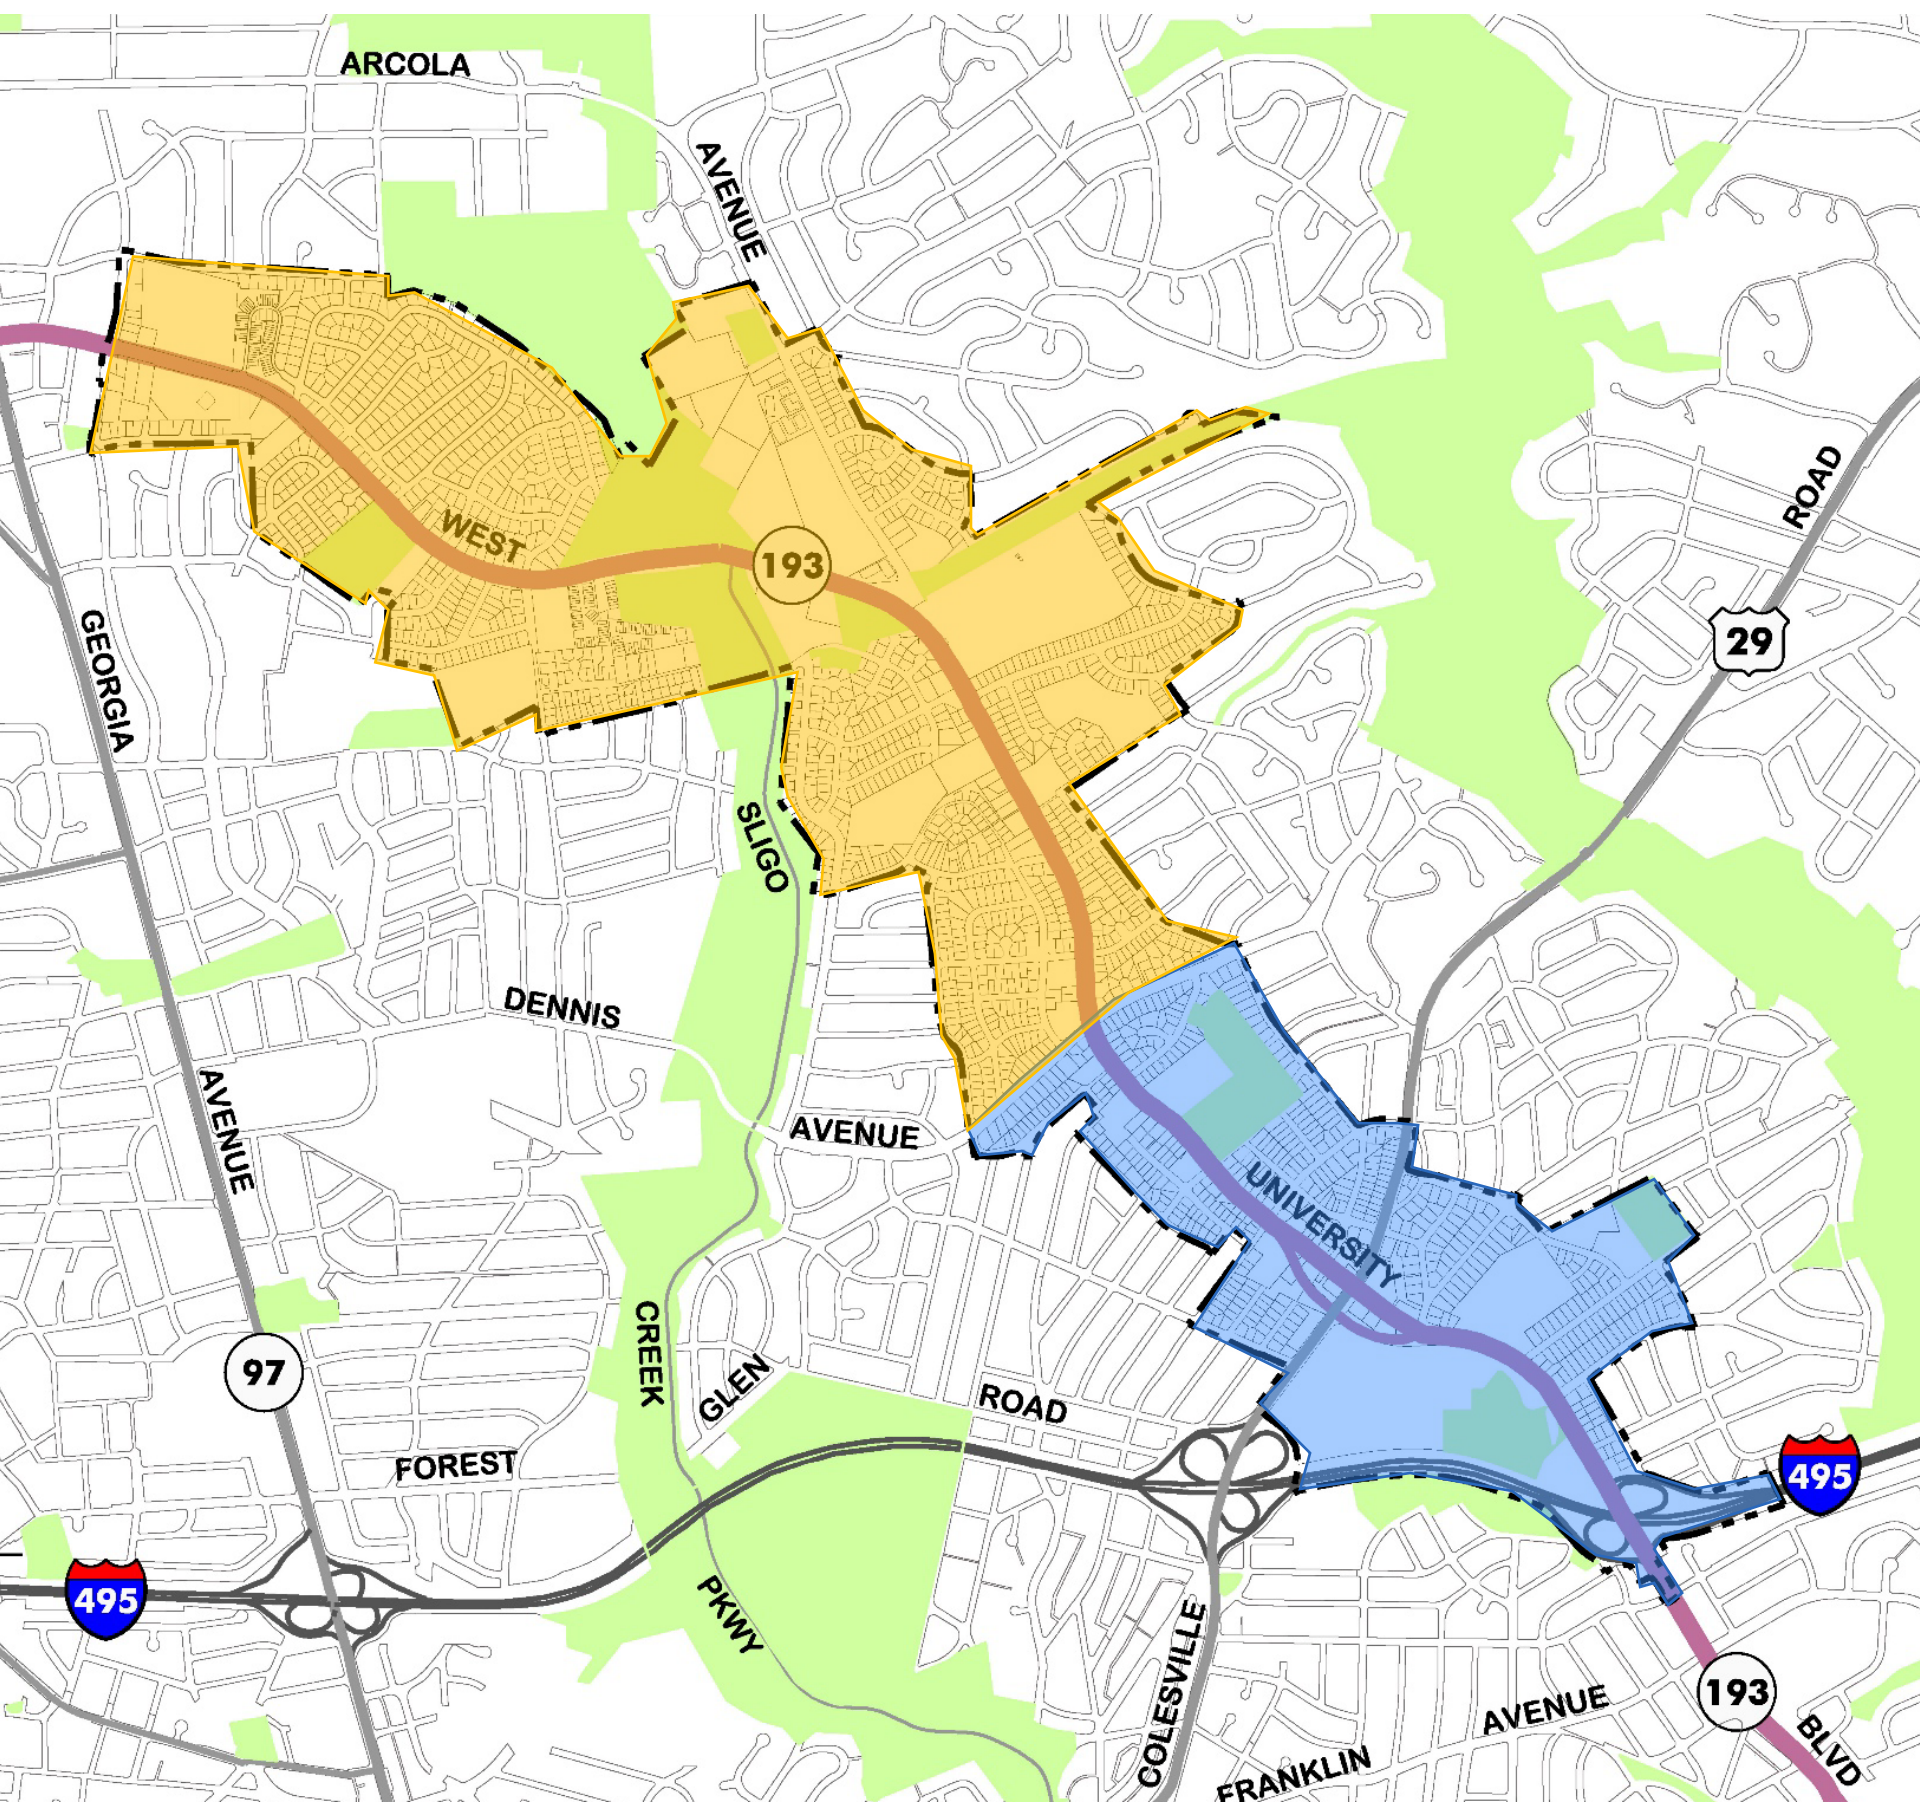 ARCOLA
AVENUE
WEST
193
ROAD
29
GEORGIA
SLIGO
DENNIS
AVENUE
AVENUE
UNIVERSITY
CREEK
GLEN
ROAD
97
FOREST
495
495
PKWY
COLESVILLE
193
AVENUE
BLVD
FRANKLIN